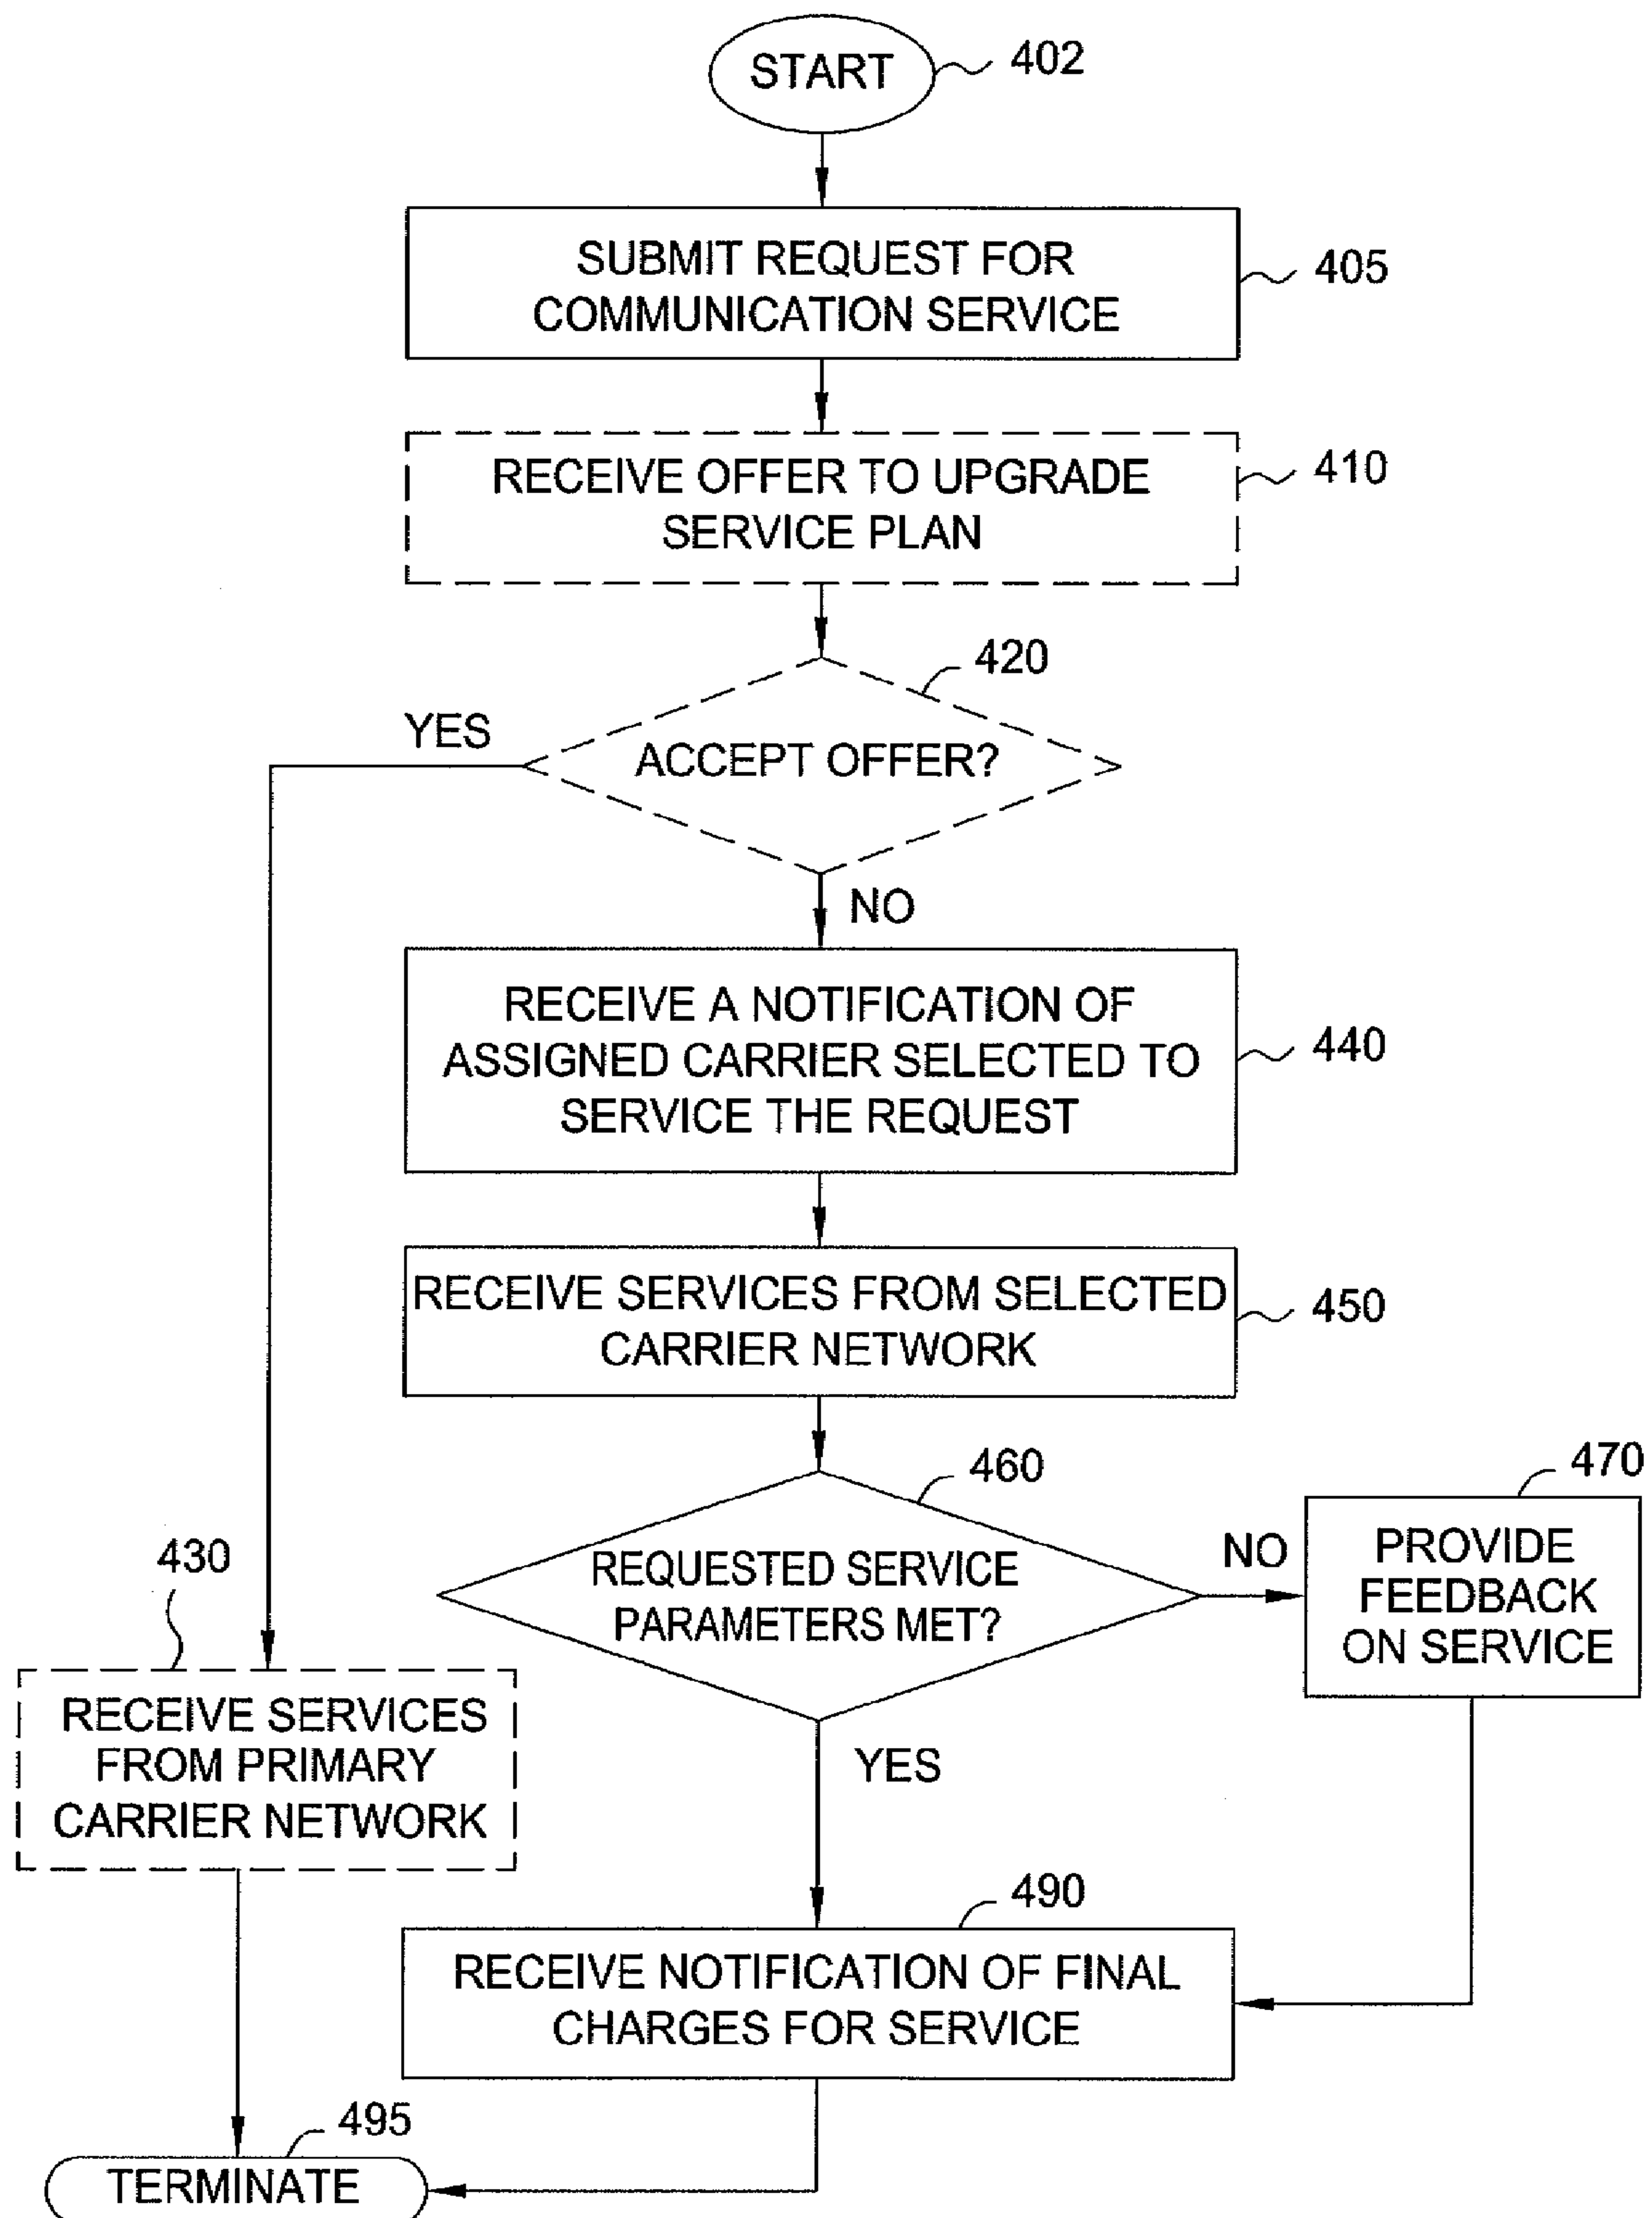 START
402
SUBMIT REQUEST FOR
COMMUNICATION SERVICE
405
RECEIVE OFFER TO UPGRADE
SERVICE PLAN
410
420
YES
ACCEPT OFFER?
NO
RECEIVE A NOTIFICATION OF
ASSIGNED CARRIER SELECTED TO
SERVICE THE REQUEST
440
RECEIVE SERVICES FROM SELECTED
CARRIER NETWORK
450
460
470
REQUESTED SERVICE
PARAMETERS MET?
NO
PROVIDE
FEEDBACK
ON SERVICE
430
RECEIVE SERVICES
FROM PRIMARY
CARRIER NETWORK
YES
490
RECEIVE NOTIFICATION OF FINAL
CHARGES FOR SERVICE
495
TERMINATE